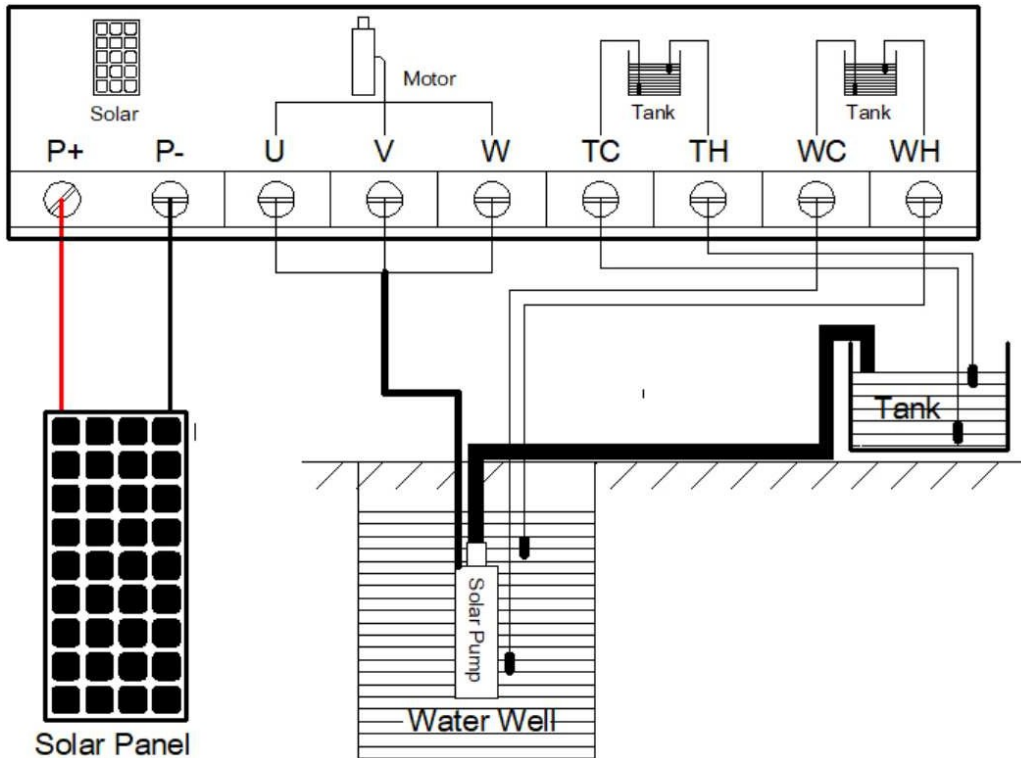 Solar
Motor
Tank
Tank
P+ P- U V W TC TH WC WH
Tank
Solar Pump
Water Well
Solar Panel